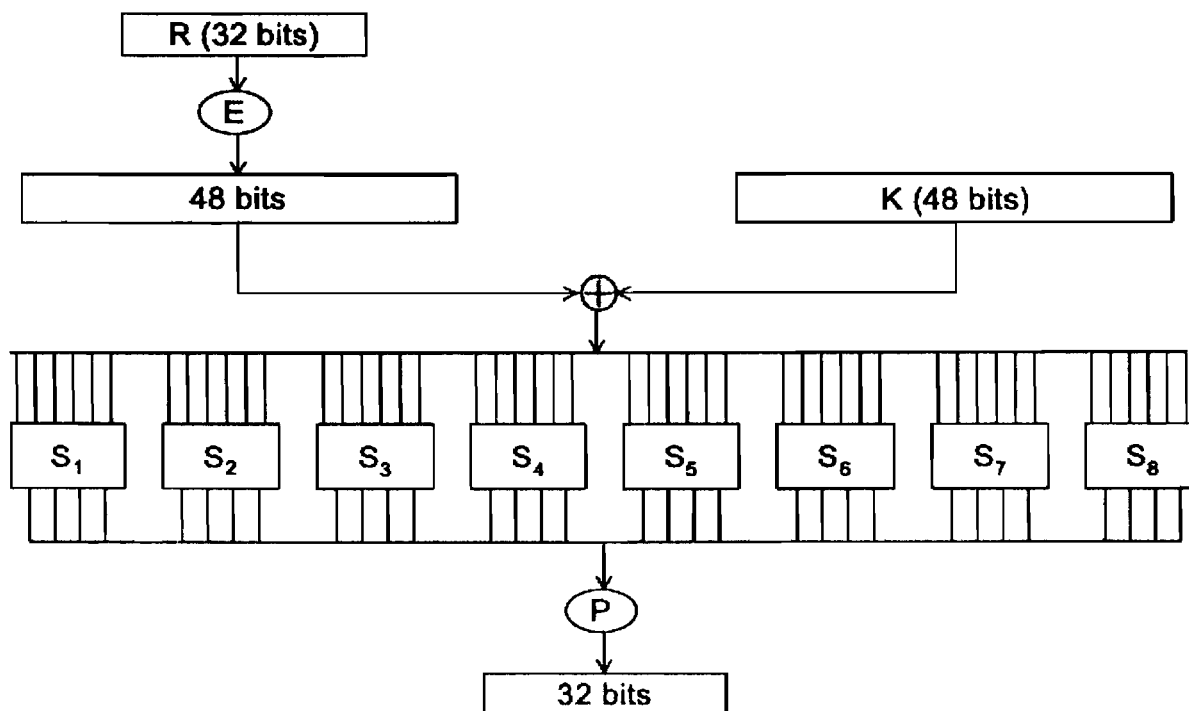 R (32 bits)
E
48 bits
K (48 bits)
S₁ S₂ S₃ S₄ S₅ S₆ S₇ S₈
P
32 bits